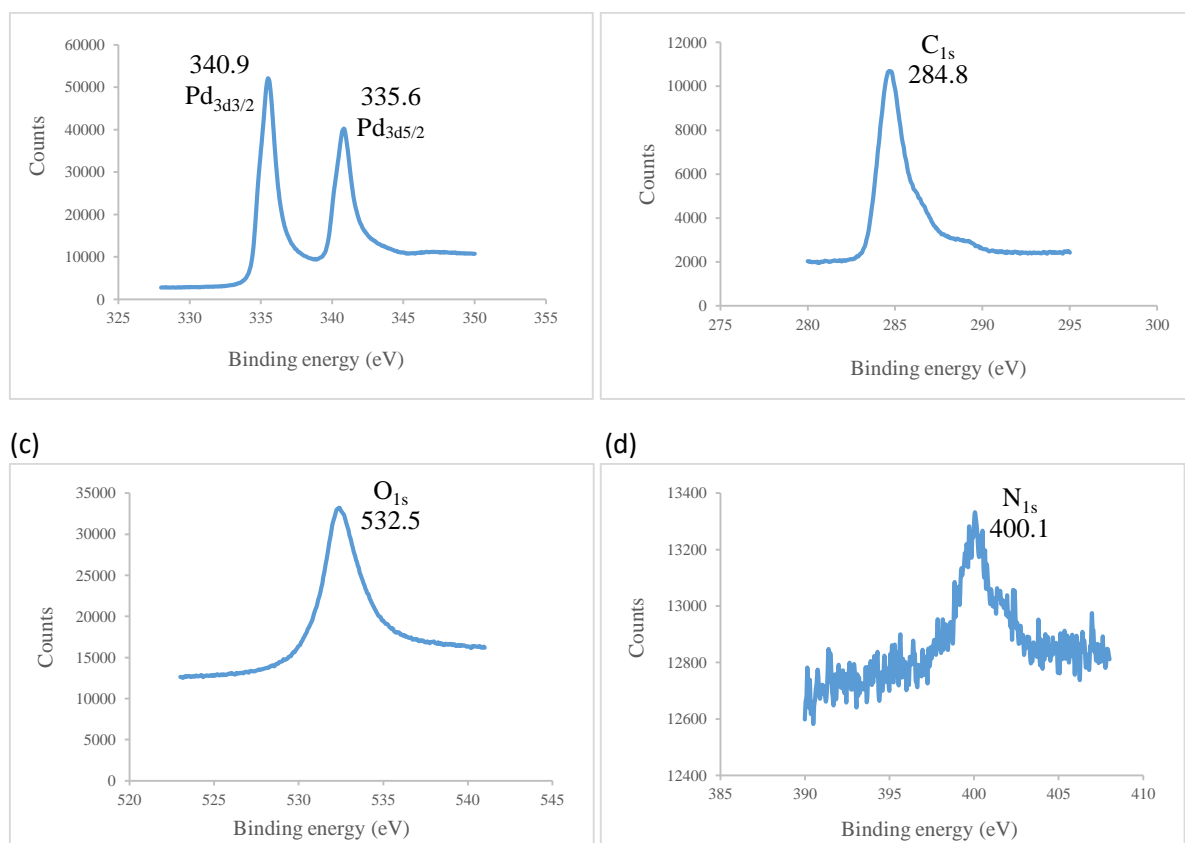 60000
50000
40000
30000
20000
10000
0
Counts
340.9
Pd3d3/2
335.6
Pd3d5/2
325 330 335 340 345 350 355
Binding energy (eV)
12000
10000
8000
6000
4000
2000
0
Counts
C1s
284.8
275 280 285 290 295 300
Binding energy (eV)
(c)
35000
30000
25000
20000
15000
10000
5000
0
Counts
O1s
532.5
520 525 530 535 540 545
Binding energy (eV)
(d)
13400
13200
13000
12800
12600
12400
Counts
N1s
400.1
385 390 395 400 405 410
Binding energy (eV)